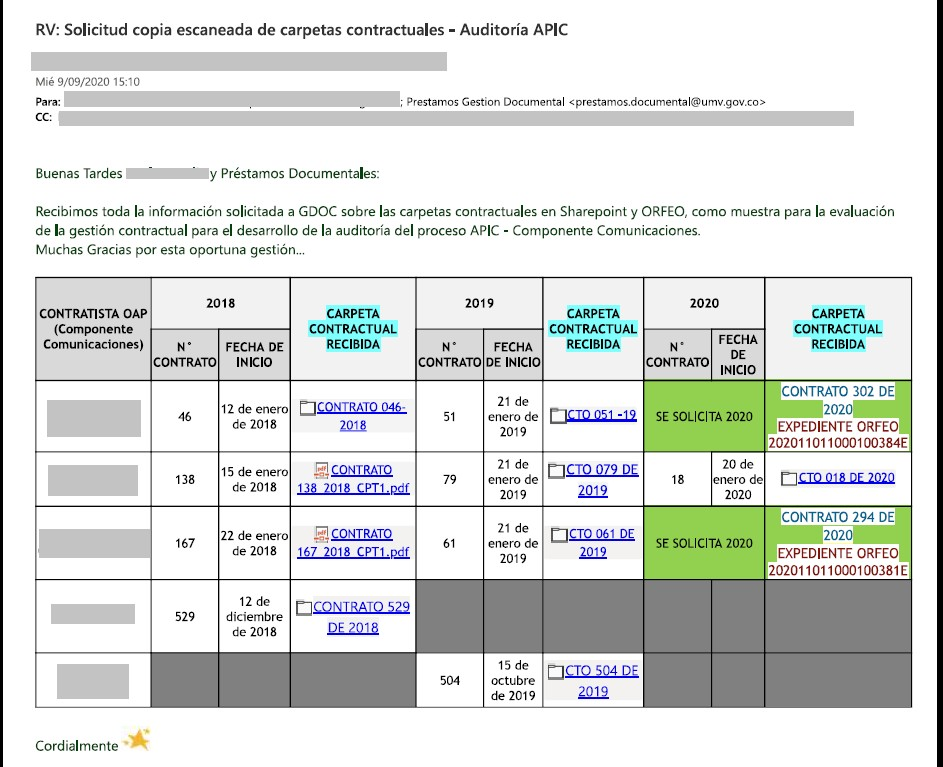 RV: Solicitud copia escaneada de carpetas contractuales - Auditoría APIC
Mié 9/09/2020 15:10
Para: ; Prestamos Gestion Documental <prestamos.documental@umv.gov.co>
CC:
Buenas Tardes y Préstamos Documentales:
Recibimos toda la información solicitada a GDOC sobre las carpetas contractuales en Sharepoint y ORFEO, como muestra para la evaluación
de la gestión contractual para el desarrollo de la auditoría del proceso APIC - Componente Comunicaciones.
Muchas Gracias por esta oportuna gestión...
CONTRATISTA OAP
(Componente
Comunicaciones)
2018
CARPETA
CONTRACTUAL
RECIBIDA
2019
CARPETA
CONTRACTUAL
RECIBIDA
2020
CARPETA
CONTRACTUAL
RECIBIDA
N°
CONTRATO
FECHA DE
INICIO
N°
CONTRATO
FECHA
DE INICIO
N°
CONTRATO
FECHA
DE
INICIO
46
12 de enero
de 2018
CONTRATO 046-
2018
51
21 de
enero de
2019
CTO 051 -19
SE SOLICITA 2020
CONTRATO 302 DE
2020
EXPEDIENTE ORFEO
202011011000100384E
138
15 de enero
de 2018
CONTRATO
138_2018_CPT1.pdf
79
21 de
enero de
2019
CTO 079 DE
2019
18
20 de
enero de
2020
CTO 018 DE 2020
167
22 de enero
de 2018
CONTRATO
167_2018_CPT1.pdf
61
21 de
enero de
2019
CTO 061 DE
2019
SE SOLICITA 2020
CONTRATO 294 DE
2020
EXPEDIENTE ORFEO
202011011000100381E
529
12 de
diciembre
de 2018
CONTRATO 529
DE 2018
504
15 de
octubre
de 2019
CTO 504 DE
2019
Cordialmente